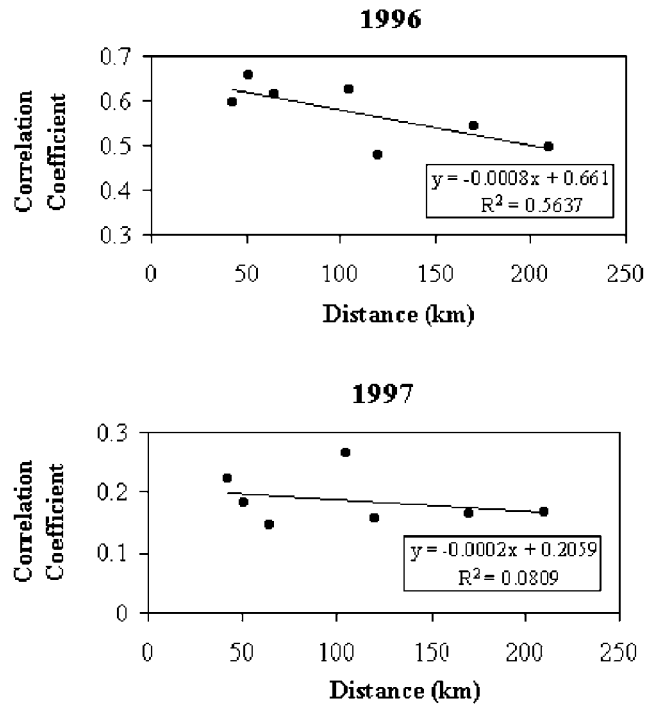 1996
Correlation
Coefficient
0.7
0.6
0.5
0.4
0.3
y = -0.0008x + 0.661
R² = 0.5637
0 50 100 150 200 250
Distance (km)
1997
Correlation
Coefficient
0.3
0.2
0.1
0
y = -0.0002x + 0.2059
R² = 0.0809
0 50 100 150 200 250
Distance (km)